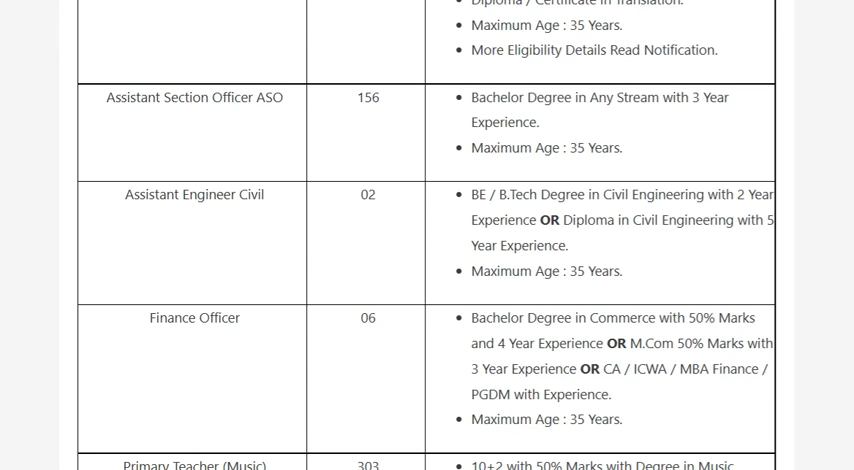 Diploma / Certificate in Translation.
Maximum Age : 35 Years.
More Eligibility Details Read Notification.
Assistant Section Officer ASO
156
Bachelor Degree in Any Stream with 3 Year
Experience.
Maximum Age : 35 Years.
Assistant Engineer Civil
02
BE / B.Tech Degree in Civil Engineering with 2 Year
Experience OR Diploma in Civil Engineering with 5
Year Experience.
Maximum Age : 35 Years.
Finance Officer
06
Bachelor Degree in Commerce with 50% Marks
and 4 Year Experience OR M.Com 50% Marks with
3 Year Experience OR CA / ICWA / MBA Finance /
PGDM with Experience.
Maximum Age : 35 Years.
Primary Teacher (Music)
303
10+2 with 50% Marks with Degree in Music